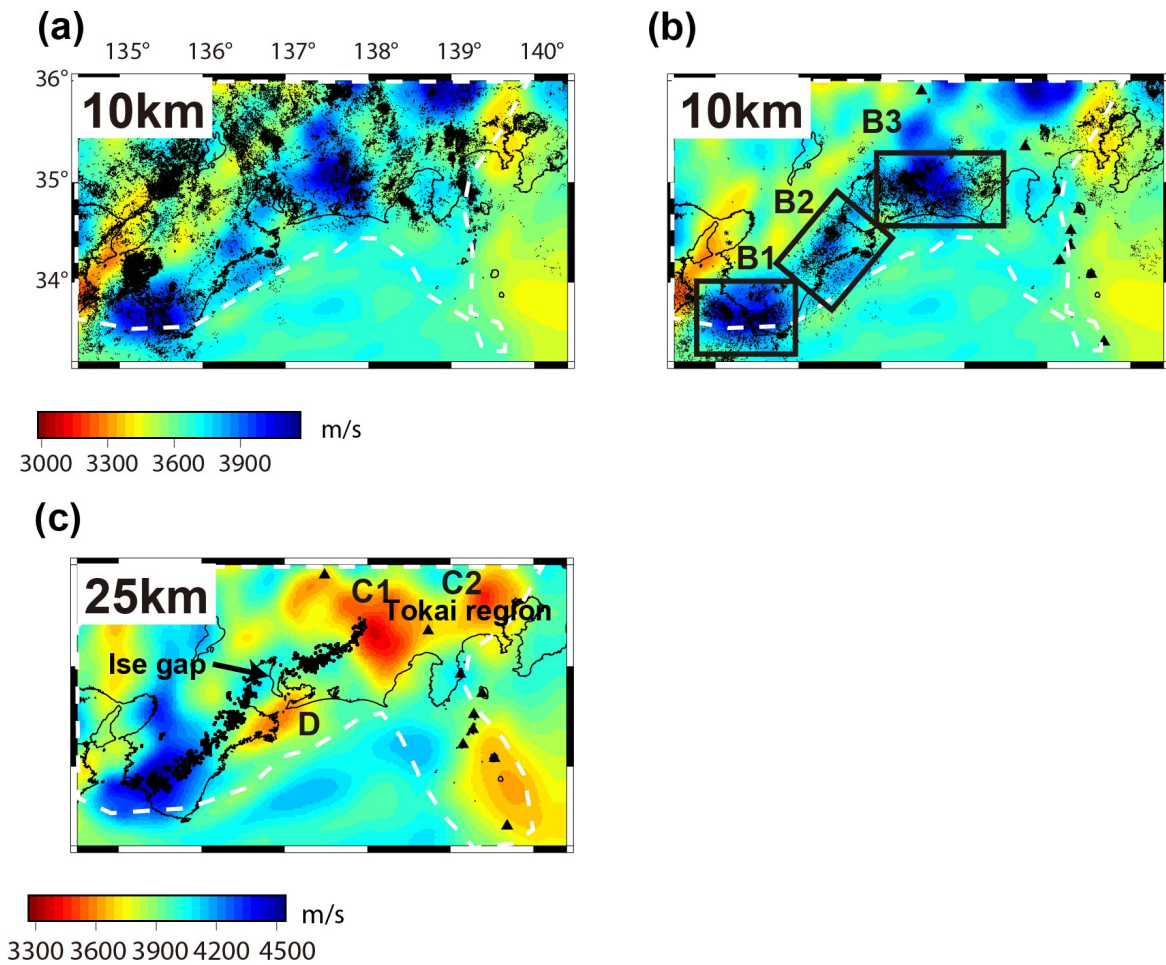 (a)
135° 136° 137° 138° 139° 140°
36°
35°
34°
10km
(b)
10km
B3
B2
B1
m/s
3000 3300 3600 3900
(c)
25km
C1 C2
Tokai region
Ise gap
D
m/s
3300 3600 3900 4200 4500